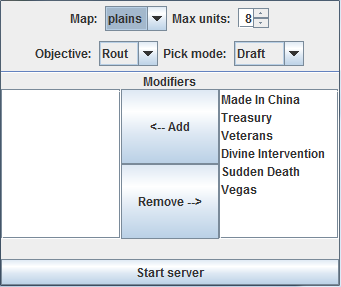 Map: plains Max units: 8
Objective: Rout Pick mode: Draft
Modifiers
<-- Add
Remove -->
Made In China
Treasury
Veterans
Divine Intervention
Sudden Death
Vegas
Start server